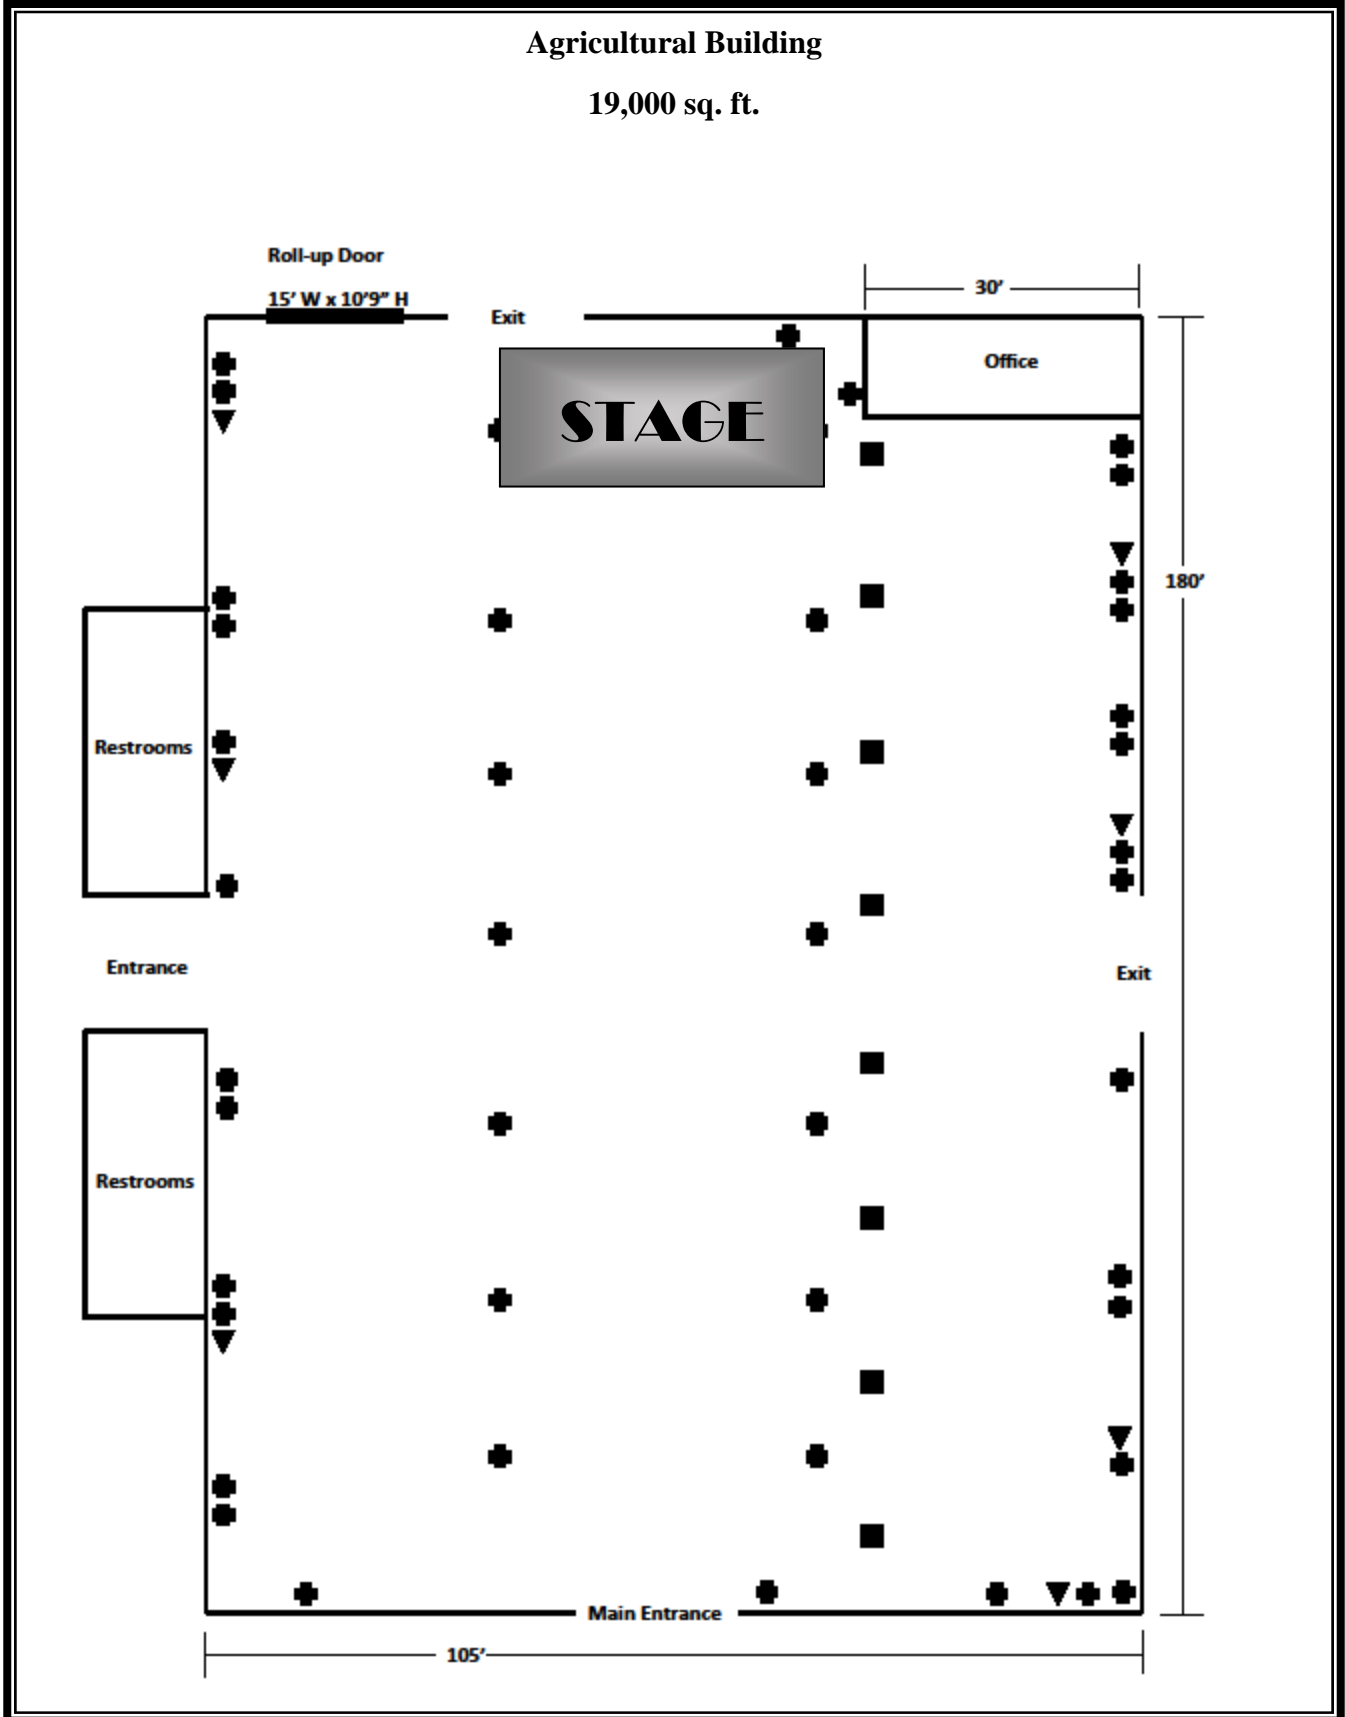 Agricultural Building
19,000 sq. ft.
Roll-up Door
15’ W x 10’9” H
Exit
30’
Office
STAGE
180’
Restrooms
Entrance
Exit
Restrooms
Main Entrance
105’